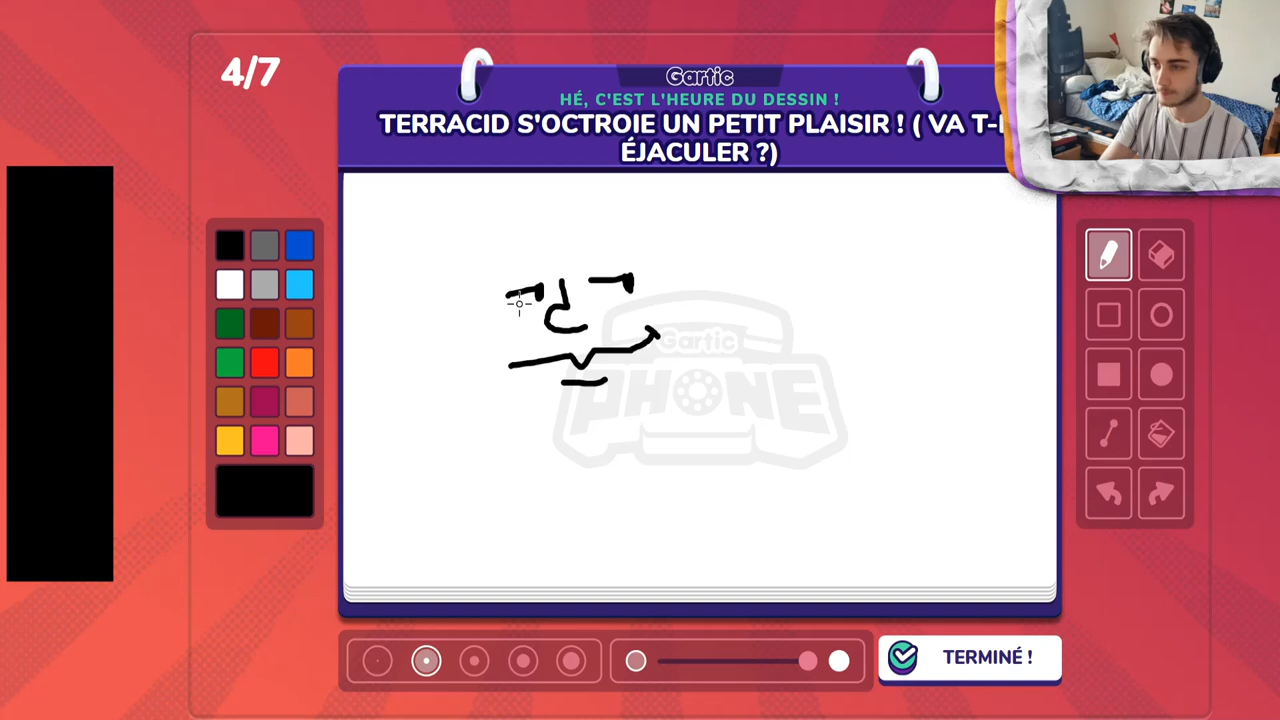 4/7
Gartic
HÉ, C'EST L'HEURE DU DESSIN !
TERRACID S'OCTROIE UN PETIT PLAISIR ! ( VA T-
ÉJACULER ?)
Gartic
PHONE
TERMINÉ !